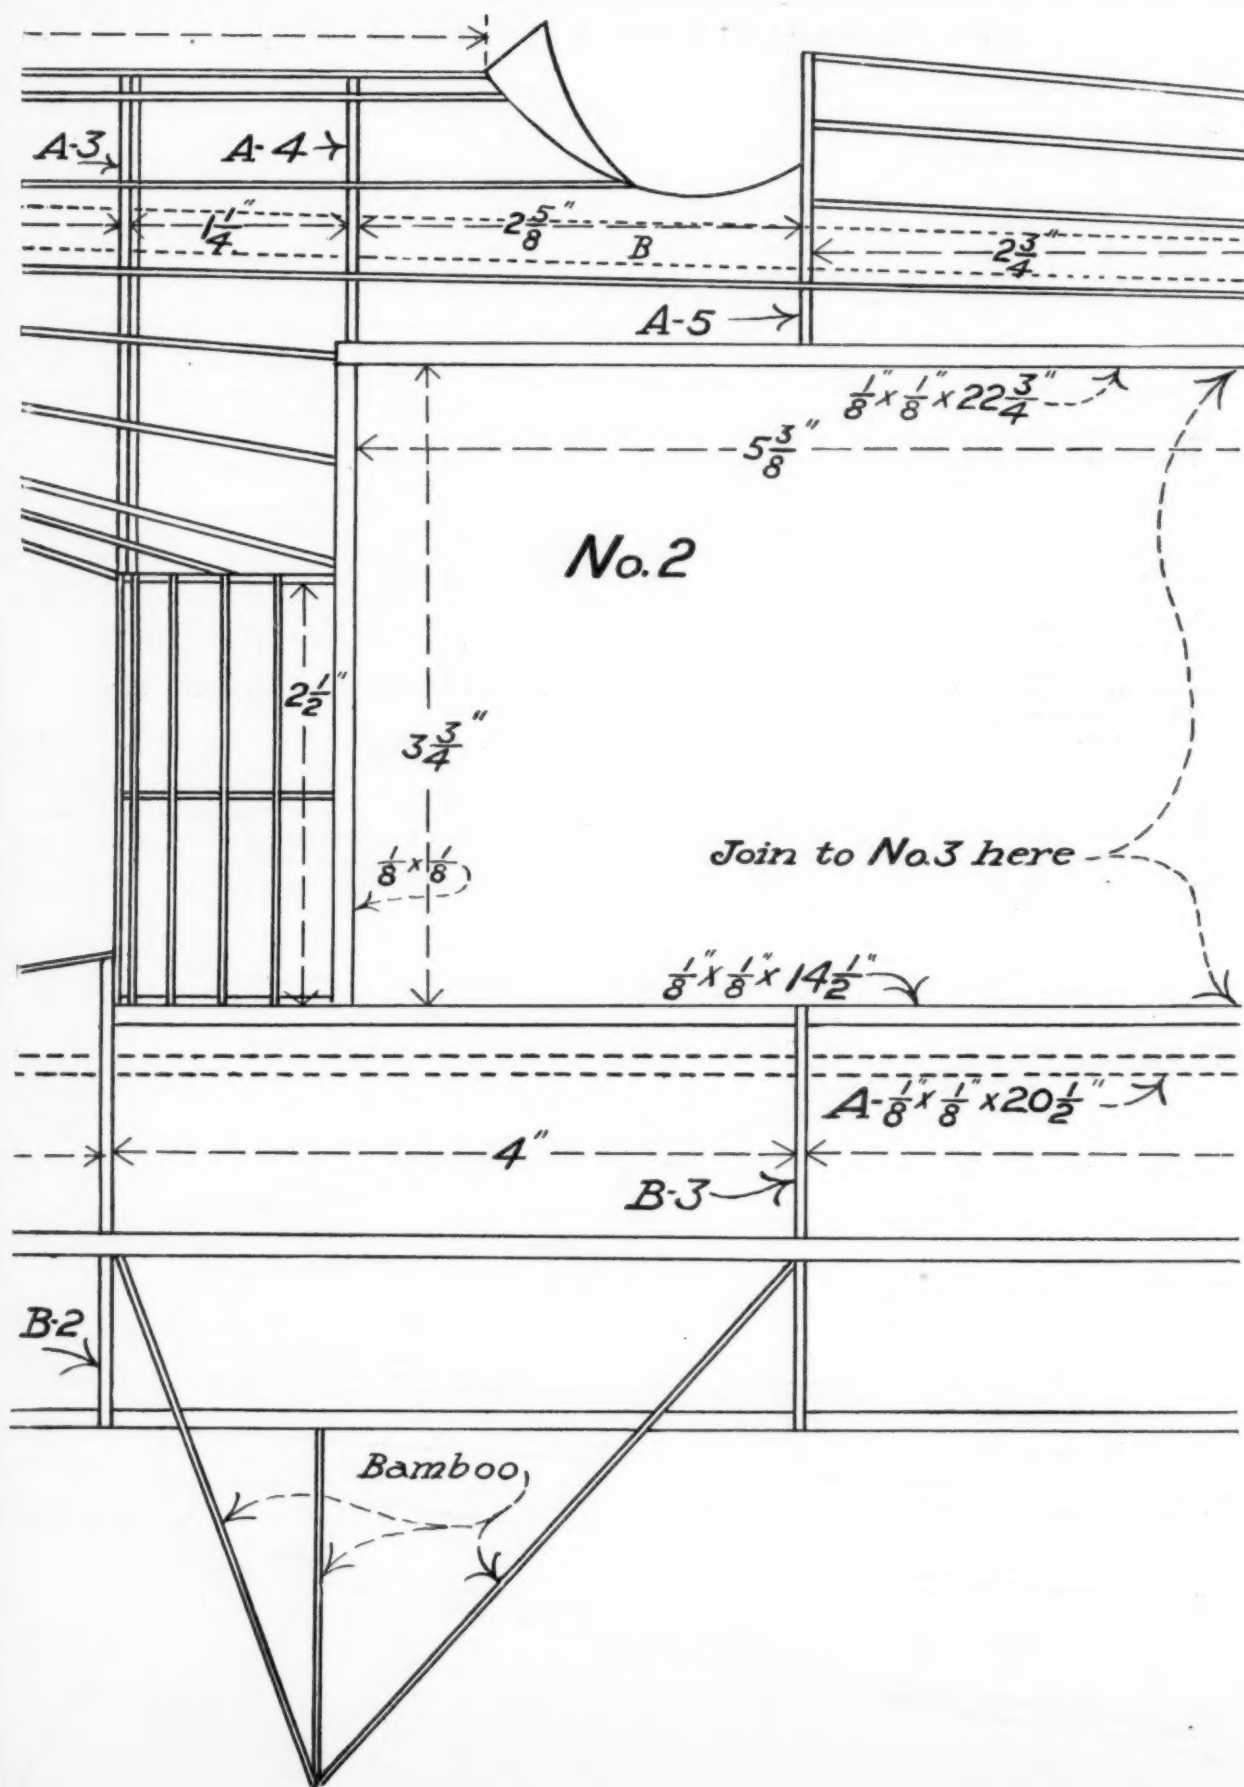 A-3
A-4
1 1/4"
2 5/8"
B
2 3/4"
A-5
1/8" x 1/8" x 22 3/4"
5 3/8"
No. 2
2 1/2"
3 3/4"
Join to No. 3 here
1/8 x 1/8"
1/8" x 1/8" x 14 1/2"
A-1/8" x 1/8" x 20 1/2"
4"
B-3
B-2
Bamboo